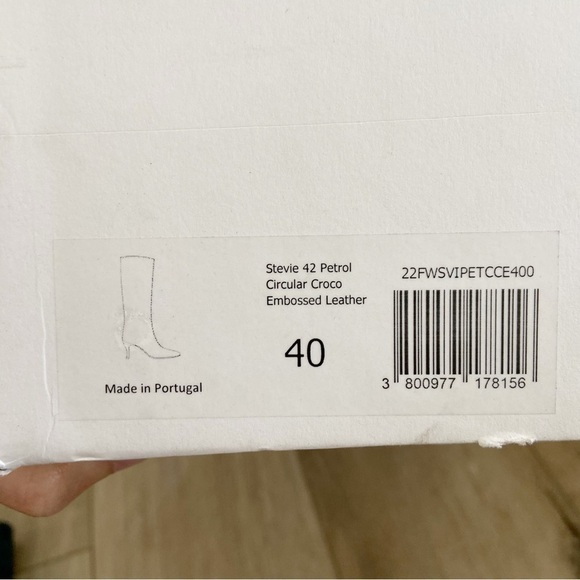 Stevie 42 Petrol
Circular Croco
Embossed Leather
40
Made in Portugal
22FWSVIPETCCE400
3 800977 178156